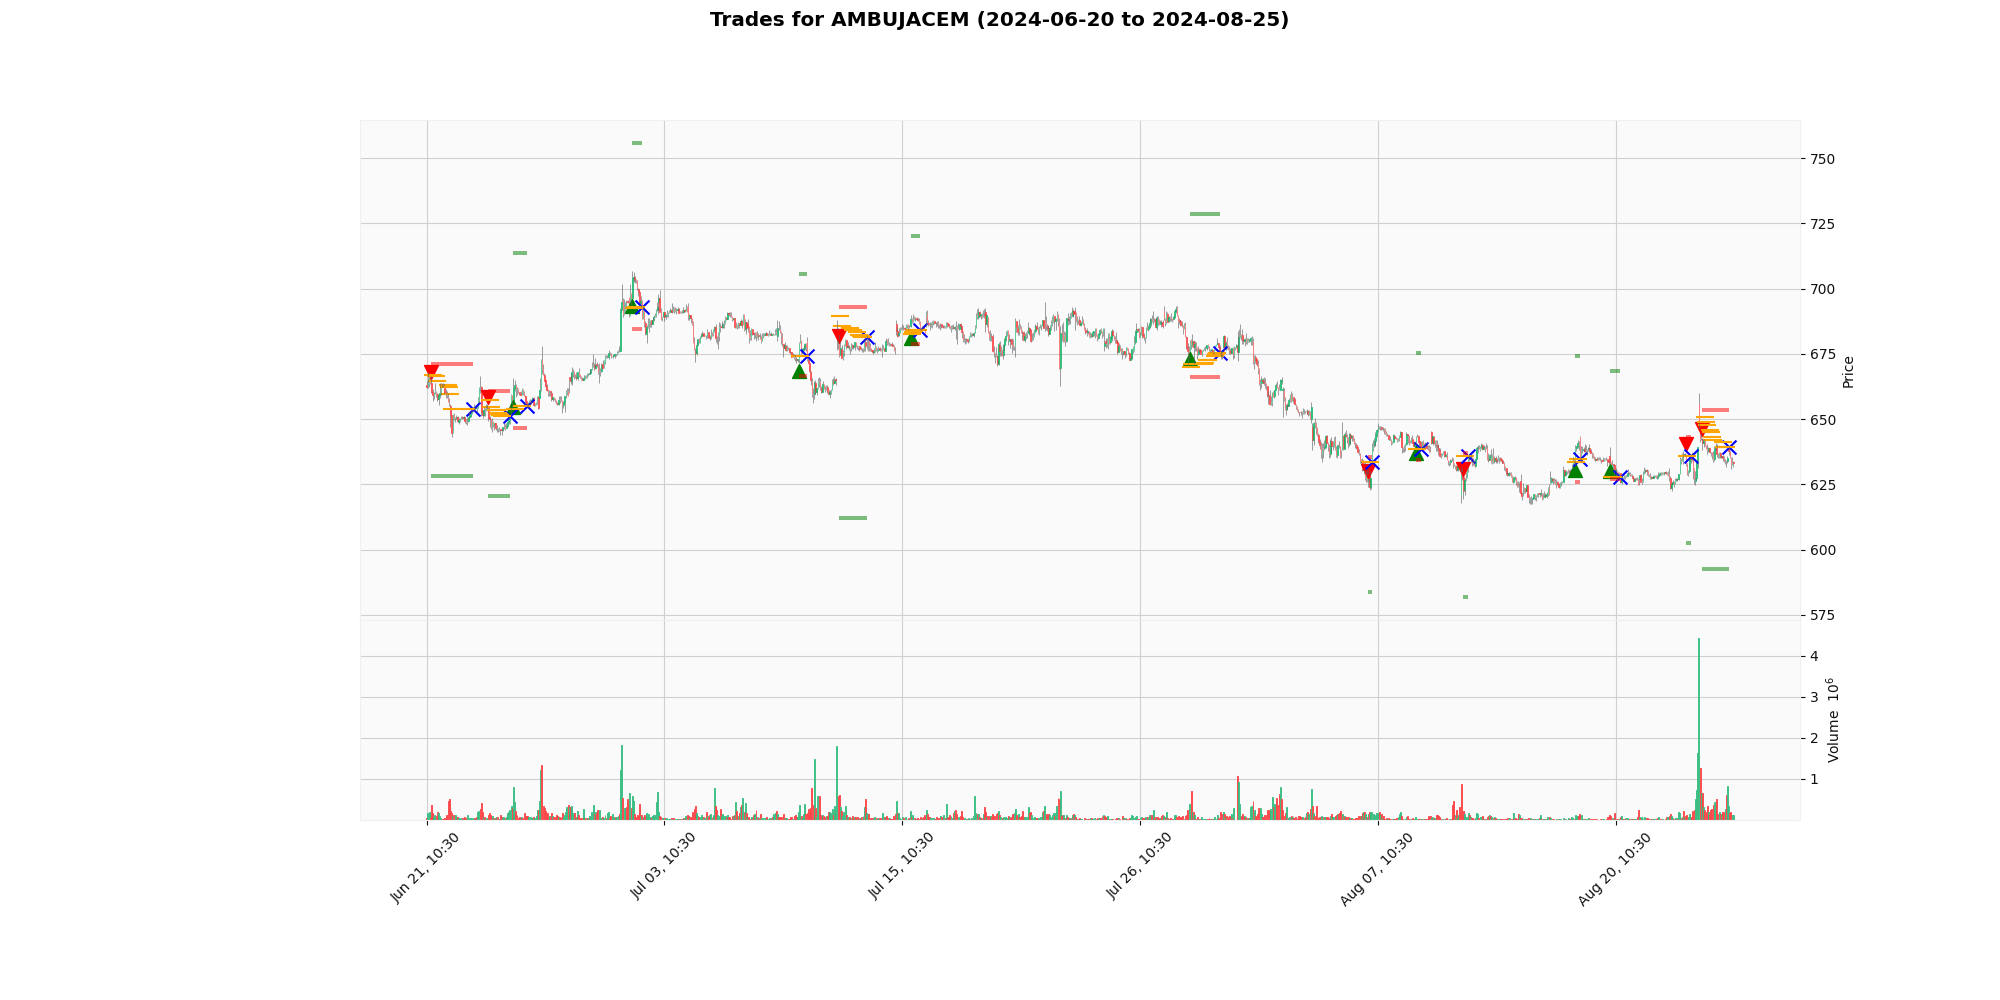 Trades for AMBUJACEM (2024-06-20 to 2024-08-25)
750
725
700
675
650
625
600
575
Price
4
3
2
1
Volume 10^6
Jun 21, 10:30
Jul 03, 10:30
Jul 15, 10:30
Jul 26, 10:30
Aug 07, 10:30
Aug 20, 10:30